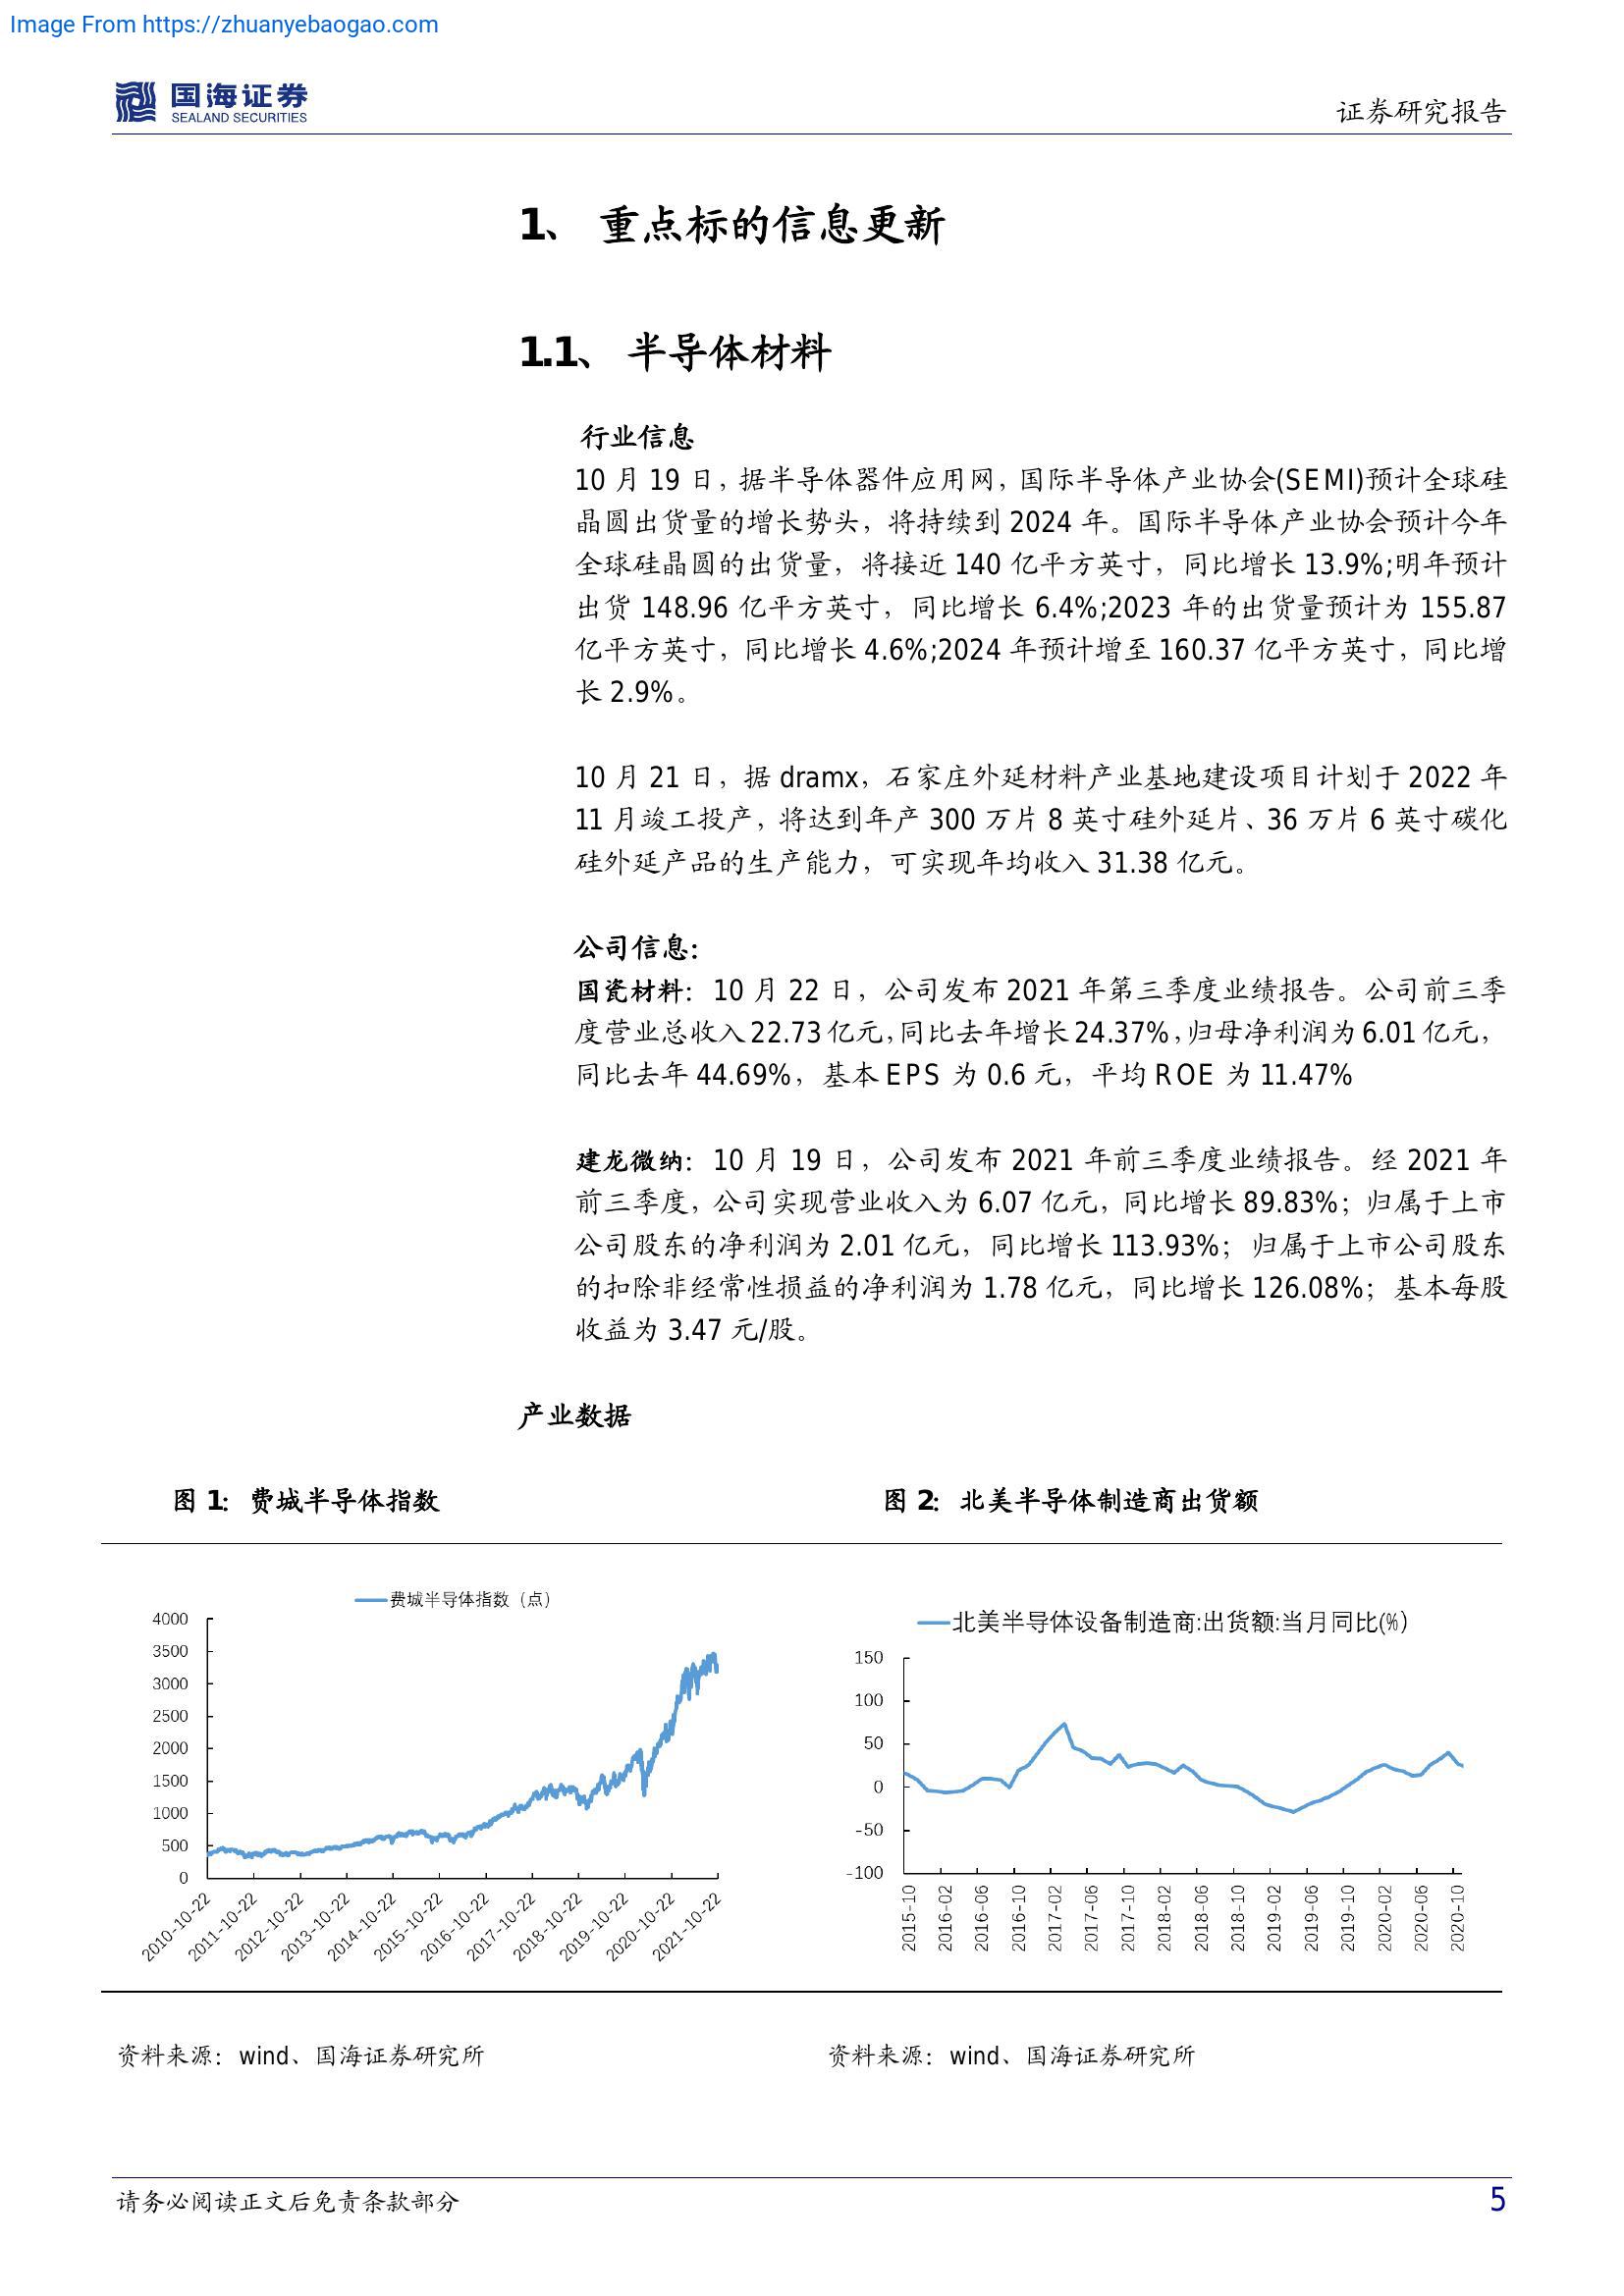 Image From https://zhuanyebaogao.com
国海证券
SEALAND SECURITIES
证券研究报告
1、 重点标的信息更新
1.1、 半导体材料
行业信息
10 月 19 日，据半导体器件应用网，国际半导体产业协会(SEMI)预计全球硅
晶圆出货量的增长势头，将持续到 2024 年。国际半导体产业协会预计今年
全球硅晶圆的出货量，将接近 140 亿平方英寸，同比增长 13.9%;明年预计
出货 148.96 亿平方英寸，同比增长 6.4%;2023 年的出货量预计为 155.87
亿平方英寸，同比增长 4.6%;2024 年预计增至 160.37 亿平方英寸，同比增
长 2.9%。
10 月 21 日，据 dramx，石家庄外延材料产业基地建设项目计划于 2022 年
11 月竣工投产，将达到年产 300 万片 8 英寸硅外延片、36 万片 6 英寸碳化
硅外延产品的生产能力，可实现年均收入 31.38 亿元。
公司信息：
国瓷材料：10 月 22 日，公司发布 2021 年第三季度业绩报告。公司前三季
度营业总收入 22.73 亿元，同比去年增长 24.37%，归母净利润为 6.01 亿元，
同比去年 44.69%，基本 EPS 为 0.6 元，平均 ROE 为 11.47%
建龙微纳：10 月 19 日，公司发布 2021 年前三季度业绩报告。经 2021 年
前三季度，公司实现营业收入为 6.07 亿元，同比增长 89.83%；归属于上市
公司股东的净利润为 2.01 亿元，同比增长 113.93%；归属于上市公司股东
的扣除非经常性损益的净利润为 1.78 亿元，同比增长 126.08%；基本每股
收益为 3.47 元/股。
产业数据
图 1：费城半导体指数
费城半导体指数（点）
4000
3500
3000
2500
2000
1500
1000
500
0
2010-10-22
2011-10-22
2012-10-22
2013-10-22
2014-10-22
2015-10-22
2016-10-22
2017-10-22
2018-10-22
2019-10-22
2020-10-22
2021-10-22
资料来源：wind、国海证券研究所
图 2：北美半导体制造商出货额
北美半导体设备制造商:出货额:当月同比(%)
150
100
50
0
-50
-100
2015-10
2016-02
2016-06
2016-10
2017-02
2017-06
2017-10
2018-02
2018-06
2018-10
2019-02
2019-06
2019-10
2020-02
2020-06
2020-10
资料来源：wind、国海证券研究所
请务必阅读正文后免责条款部分
5